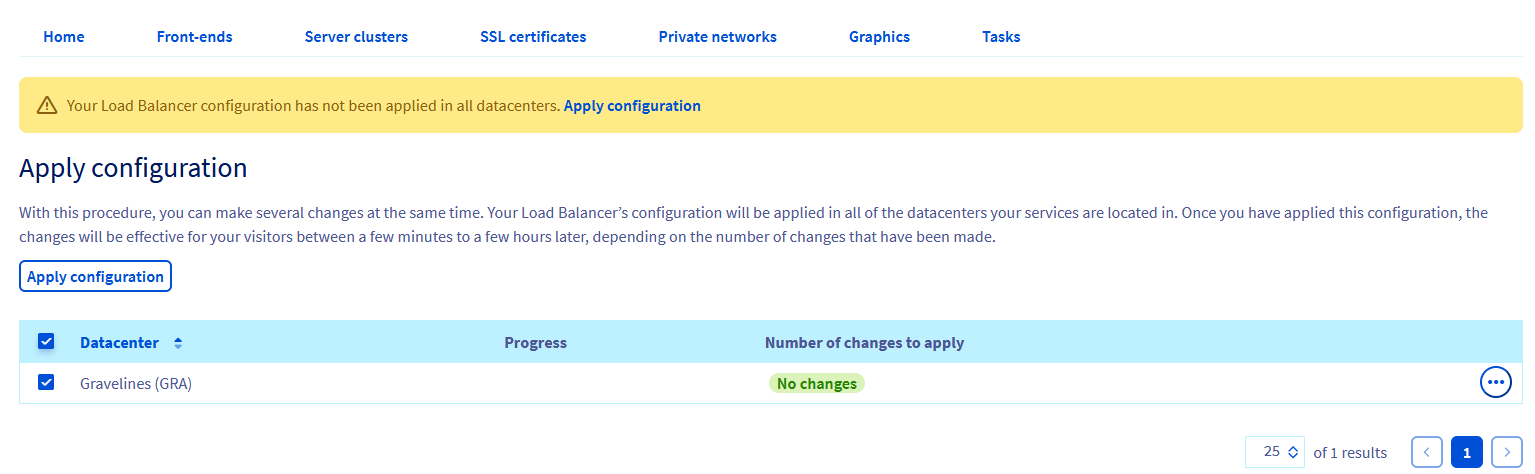 Home Front-ends Server clusters SSL certificates Private networks Graphics Tasks
Your Load Balancer configuration has not been applied in all datacenters. Apply configuration
Apply configuration
With this procedure, you can make several changes at the same time. Your Load Balancer’s configuration will be applied in all of the datacenters your services are located in. Once you have applied this configuration, the
changes will be effective for your visitors between a few minutes to a few hours later, depending on the number of changes that have been made.
Apply configuration
Datacenter Progress Number of changes to apply
Gravelines (GRA) No changes
25 of 1 results 1